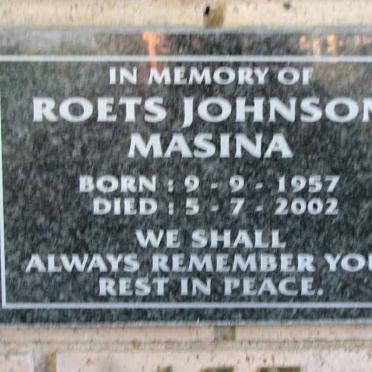 IN MEMORY OF
ROETS JOHNSON
MASINA
BORN : 9 - 9 - 1957
DIED : 5 - 7 - 2002
WE SHALL
ALWAYS REMEMBER YOU
REST IN PEACE.